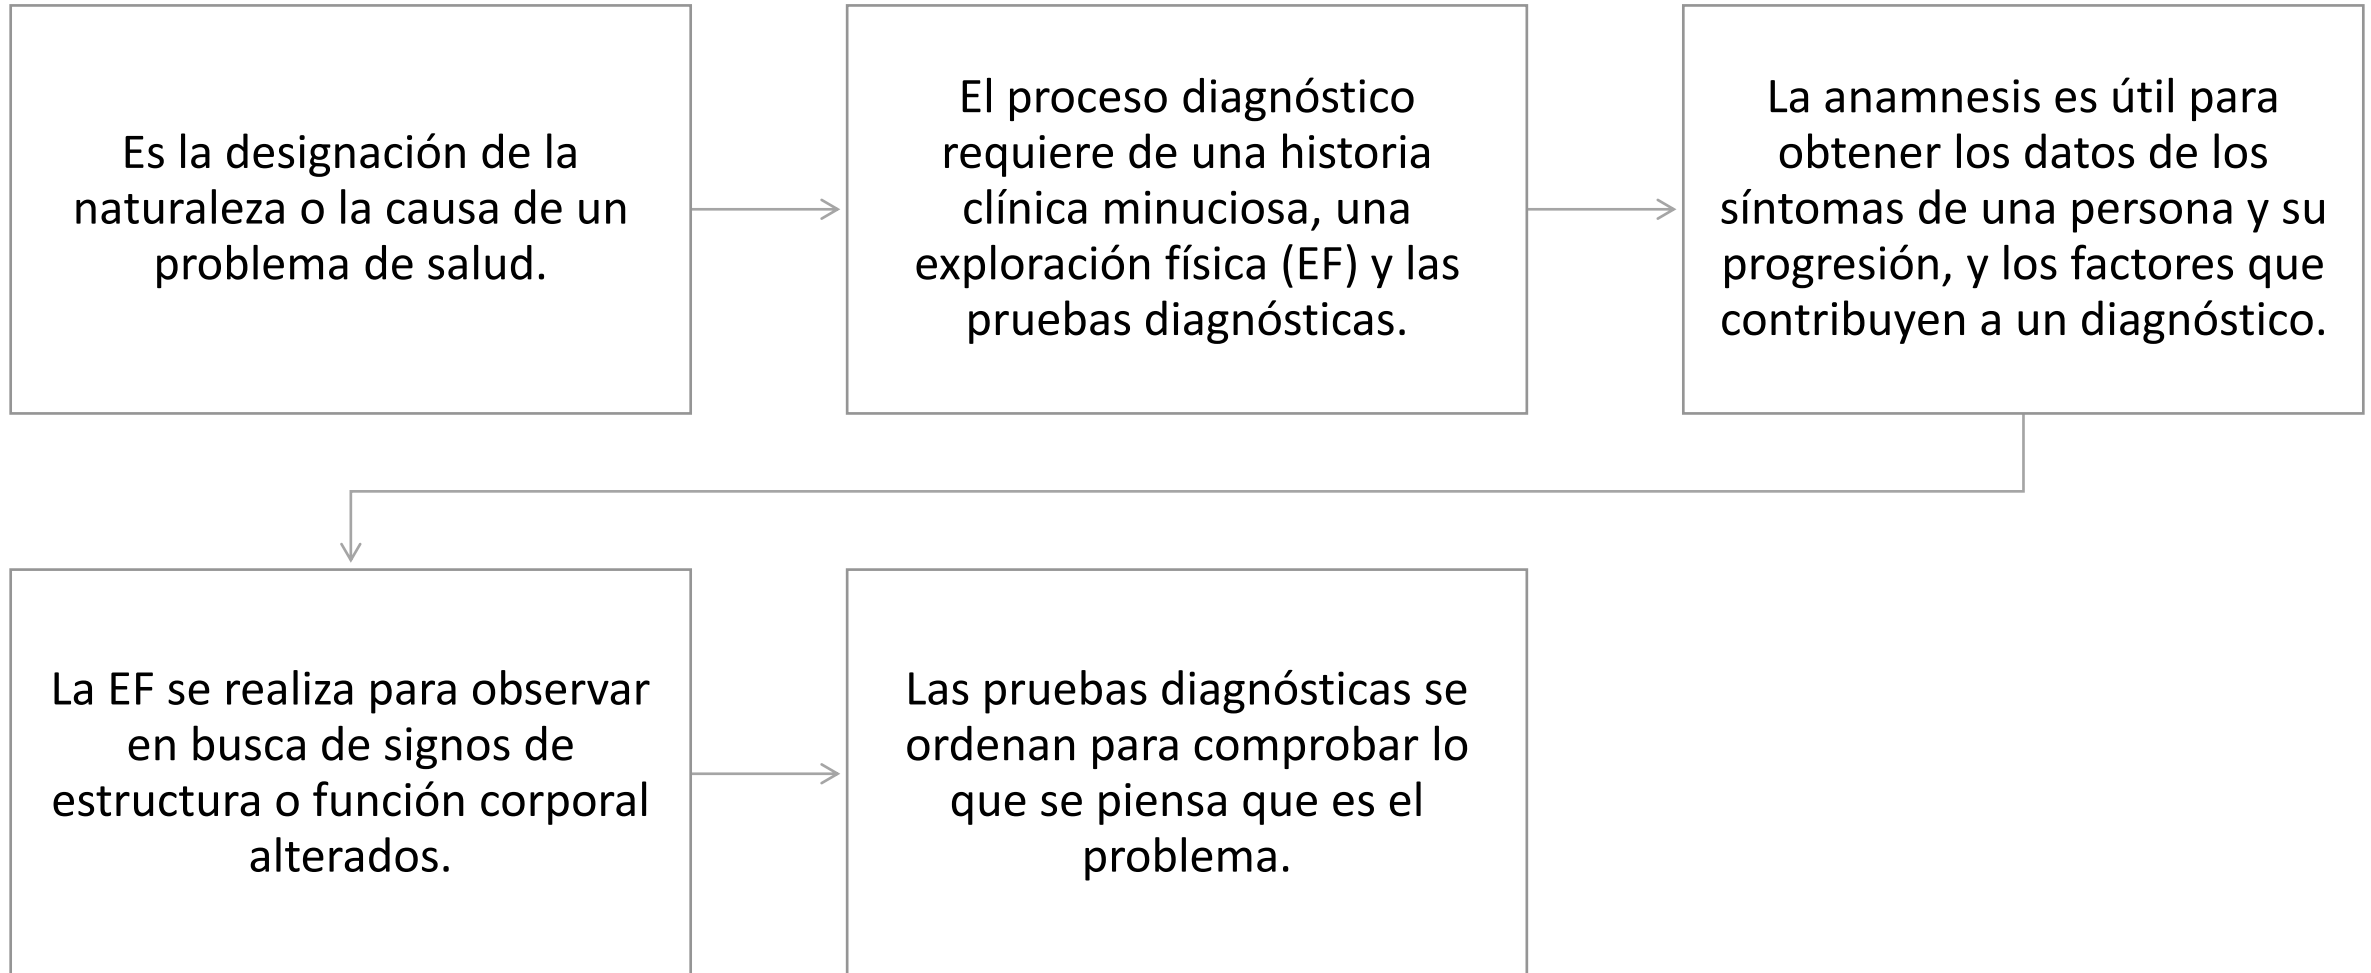 Es la designación de la
naturaleza o la causa de un
problema de salud.
El proceso diagnóstico
requiere de una historia
clínica minuciosa, una
exploración física (EF) y las
pruebas diagnósticas.
La anamnesis es útil para
obtener los datos de los
síntomas de una persona y su
progresión, y los factores que
contribuyen a un diagnóstico.
La EF se realiza para observar
en busca de signos de
estructura o función corporal
alterados.
Las pruebas diagnósticas se
ordenan para comprobar lo
que se piensa que es el
problema.